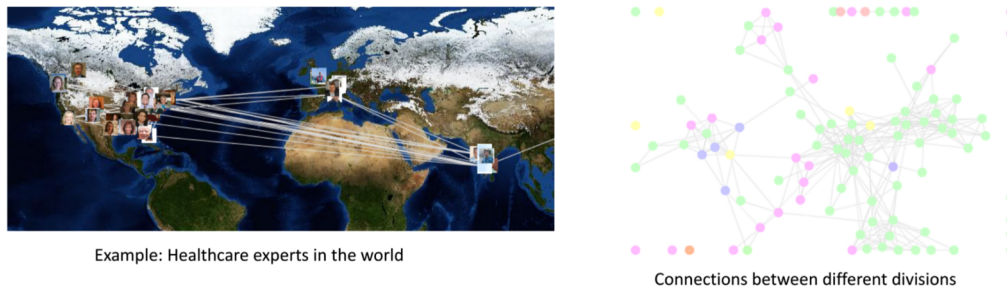 Example: Healthcare experts in the world
Connections between different divisions